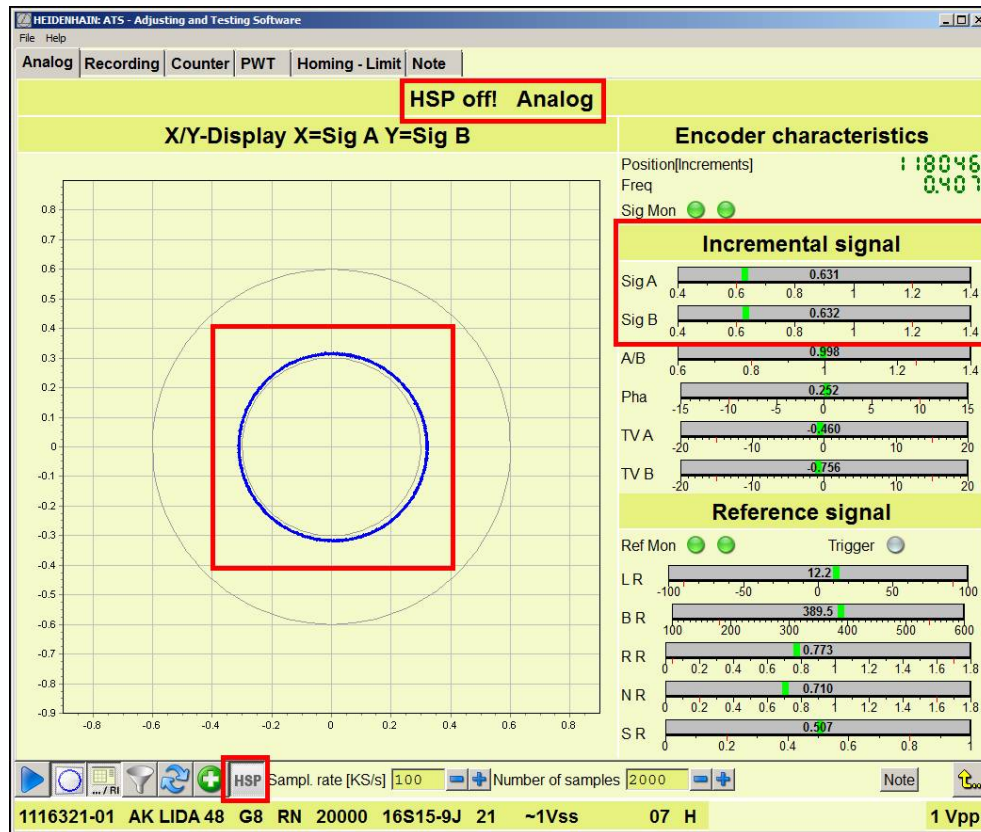 HEIDENHAIN: ATS - Adjusting and Testing Software
File Help
Analog Recording Counter PWT Homing - Limit Note
HSP off! Analog
X/Y-Display X=Sig A Y=Sig B
0.8
0.7
0.6
0.5
0.4
0.3
0.2
0.1
0
-0.1
-0.2
-0.3
-0.4
-0.5
-0.6
-0.7
-0.8
-0.9
-0.8 -0.6 -0.4 -0.2 0 0.2 0.4 0.6 0.8
Encoder characteristics
Position[Increments] 118046
Freq 0.407
Sig Mon
Incremental signal
Sig A 0.631
0.4 0.6 0.8 1 1.2 1.4
Sig B 0.632
0.4 0.6 0.8 1 1.2 1.4
A/B 0.998
0.6 0.8 1 1.2 1.4
Pha 0.252
-15 -10 -5 0 5 10 15
TV A -0.460
-20 -10 0 10 20
TV B -0.756
-20 -10 0 10 20
Reference signal
Ref Mon Trigger
L R 12.2
-100 -50 0 50 100
B R 389.5
100 200 300 400 500 600
R R 0.773
0 0.2 0.4 0.6 0.8 1 1.2 1.4 1.6 1.8
N R 0.710
0 0.2 0.4 0.6 0.8 1 1.2 1.4 1.6 1.8
S R 0.507
0 0.2 0.4 0.6 0.8 1
... / RI HSP Sampl. rate [KS/s] 100 Number of samples 2000 Note
1116321-01 AK LIDA 48 G8 RN 20000 16S15-9J 21 ~1Vss 07 H 1 Vpp